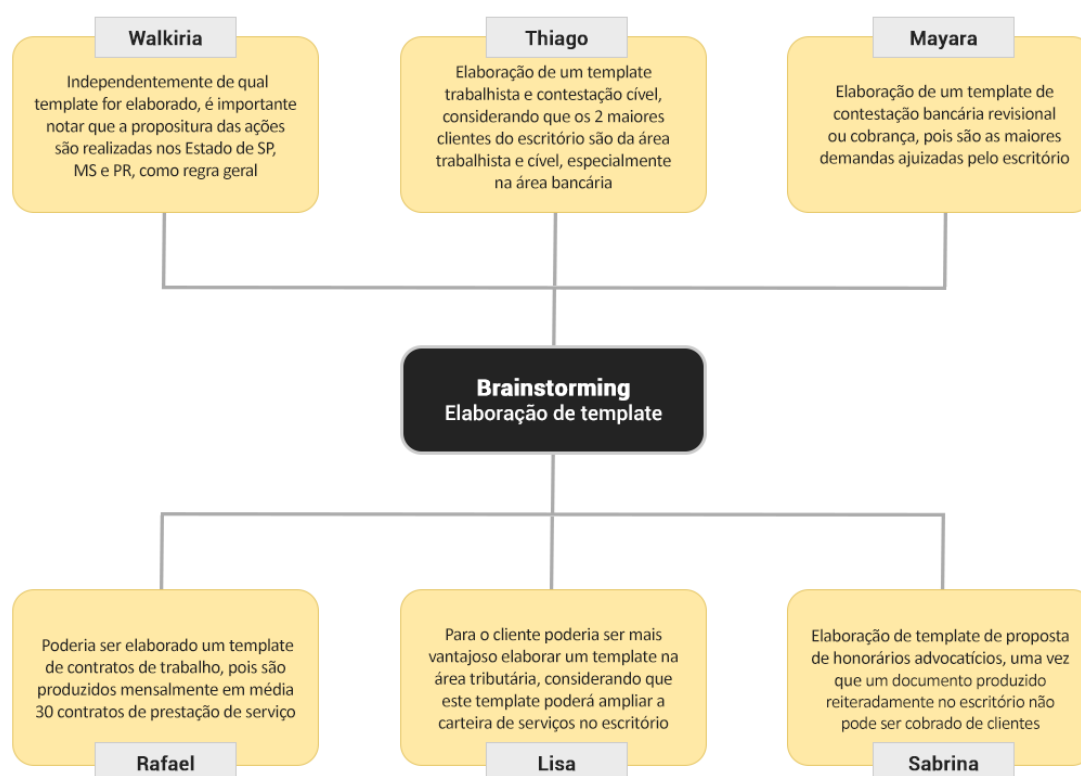 Walkiria
Independentemente de qual
template for elaborado, é importante
notar que a propositura das ações
são realizadas nos Estado de SP,
MS e PR, como regra geral
Thiago
Elaboração de um template
trabalhista e contestação cível,
considerando que os 2 maiores
clientes do escritório são da área
trabalhista e cível, especialmente
na área bancária
Mayara
Elaboração de um template de
contestação bancária revisional
ou cobrança, pois são as maiores
demandas ajuizadas pelo escritório
Brainstorming
Elaboração de template
Poderia ser elaborado um template
de contratos de trabalho, pois são
produzidos mensalmente em média
30 contratos de prestação de serviço
Rafael
Para o cliente poderia ser mais
vantajoso elaborar um template na
área tributária, considerando que
este template poderá ampliar a
carteira de serviços no escritório
Lisa
Elaboração de template de proposta
de honorários advocatícios, uma vez
que um documento produzido
reiteradamente no escritório não
pode ser cobrado de clientes
Sabrina